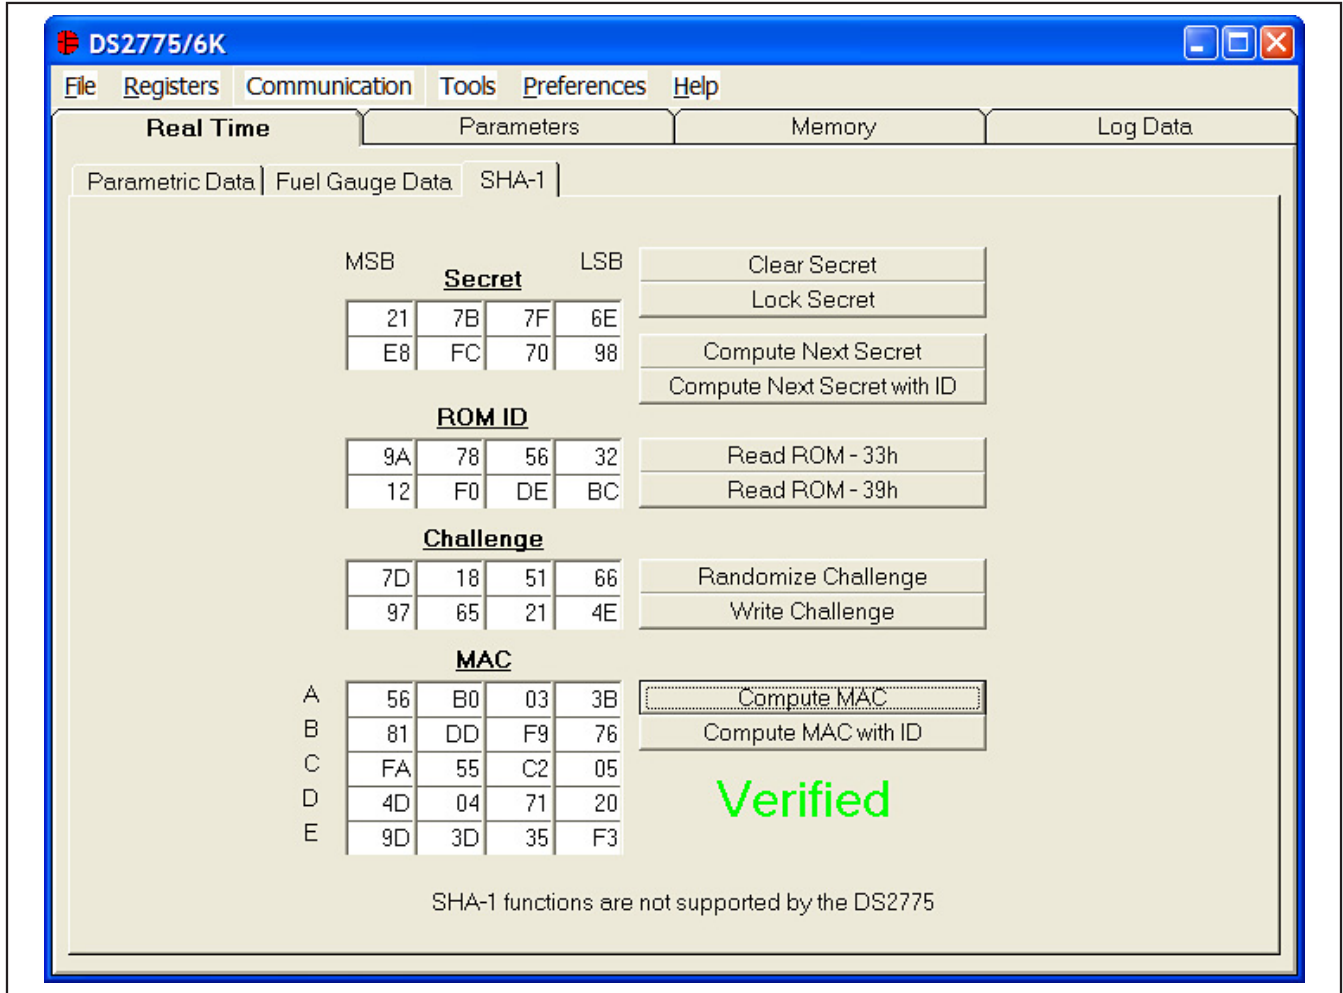 DS2775/6K
File Registers Communication Tools Preferences Help
Real Time Parameters Memory Log Data
Parametric Data Fuel Gauge Data SHA-1
MSB LSB
Secret
21 7B 7F 6E
E8 FC 70 98
Clear Secret
Lock Secret
Compute Next Secret
Compute Next Secret with ID
ROM ID
9A 78 56 32
12 F0 DE BC
Read ROM - 33h
Read ROM - 39h
Challenge
7D 18 51 66
97 65 21 4E
Randomize Challenge
Write Challenge
MAC
A 56 B0 03 3B
B 81 DD F9 76
C FA 55 C2 05
D 4D 04 71 20
E 9D 3D 35 F3
Compute MAC
Compute MAC with ID
Verified
SHA-1 functions are not supported by the DS2775